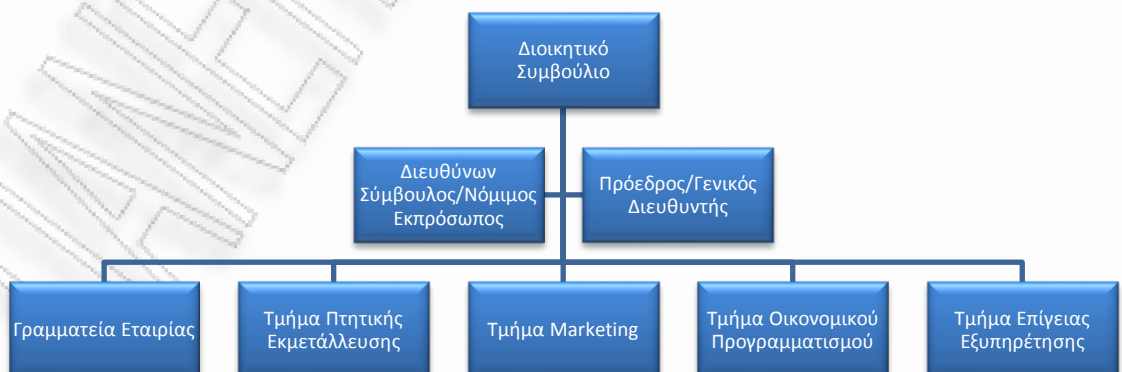 Διοικητικό
Συμβούλιο
Διευθύνων
Σύμβουλος/Νόμιμος
Εκπρόσωπος
Πρόεδρος/Γενικός
Διευθυντής
Γραμματεία Εταιρίας
Τμήμα Πτητικής
Εκμετάλλευσης
Τμήμα Marketing
Τμήμα Οικονομικού
Προγραμματισμού
Τμήμα Επίγειας
Εξυπηρέτησης